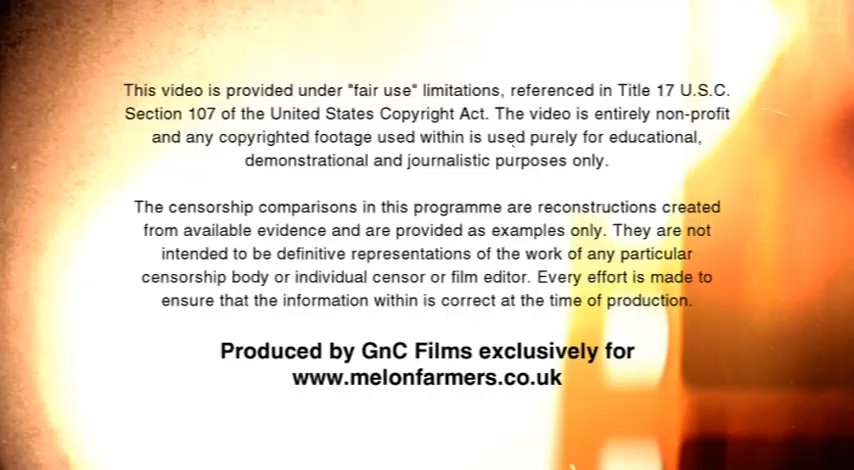 This video is provided under "fair use" limitations, referenced in Title 17 U.S.C.
Section 107 of the United States Copyright Act. The video is entirely non-profit
and any copyrighted footage used within is used purely for educational,
demonstrational and journalistic purposes only.
The censorship comparisons in this programme are reconstructions created
from available evidence and are provided as examples only. They are not
intended to be definitive representations of the work of any particular
censorship body or individual censor or film editor. Every effort is made to
ensure that the information within is correct at the time of production.
Produced by GnC Films exclusively for
www.melonfarmers.co.uk